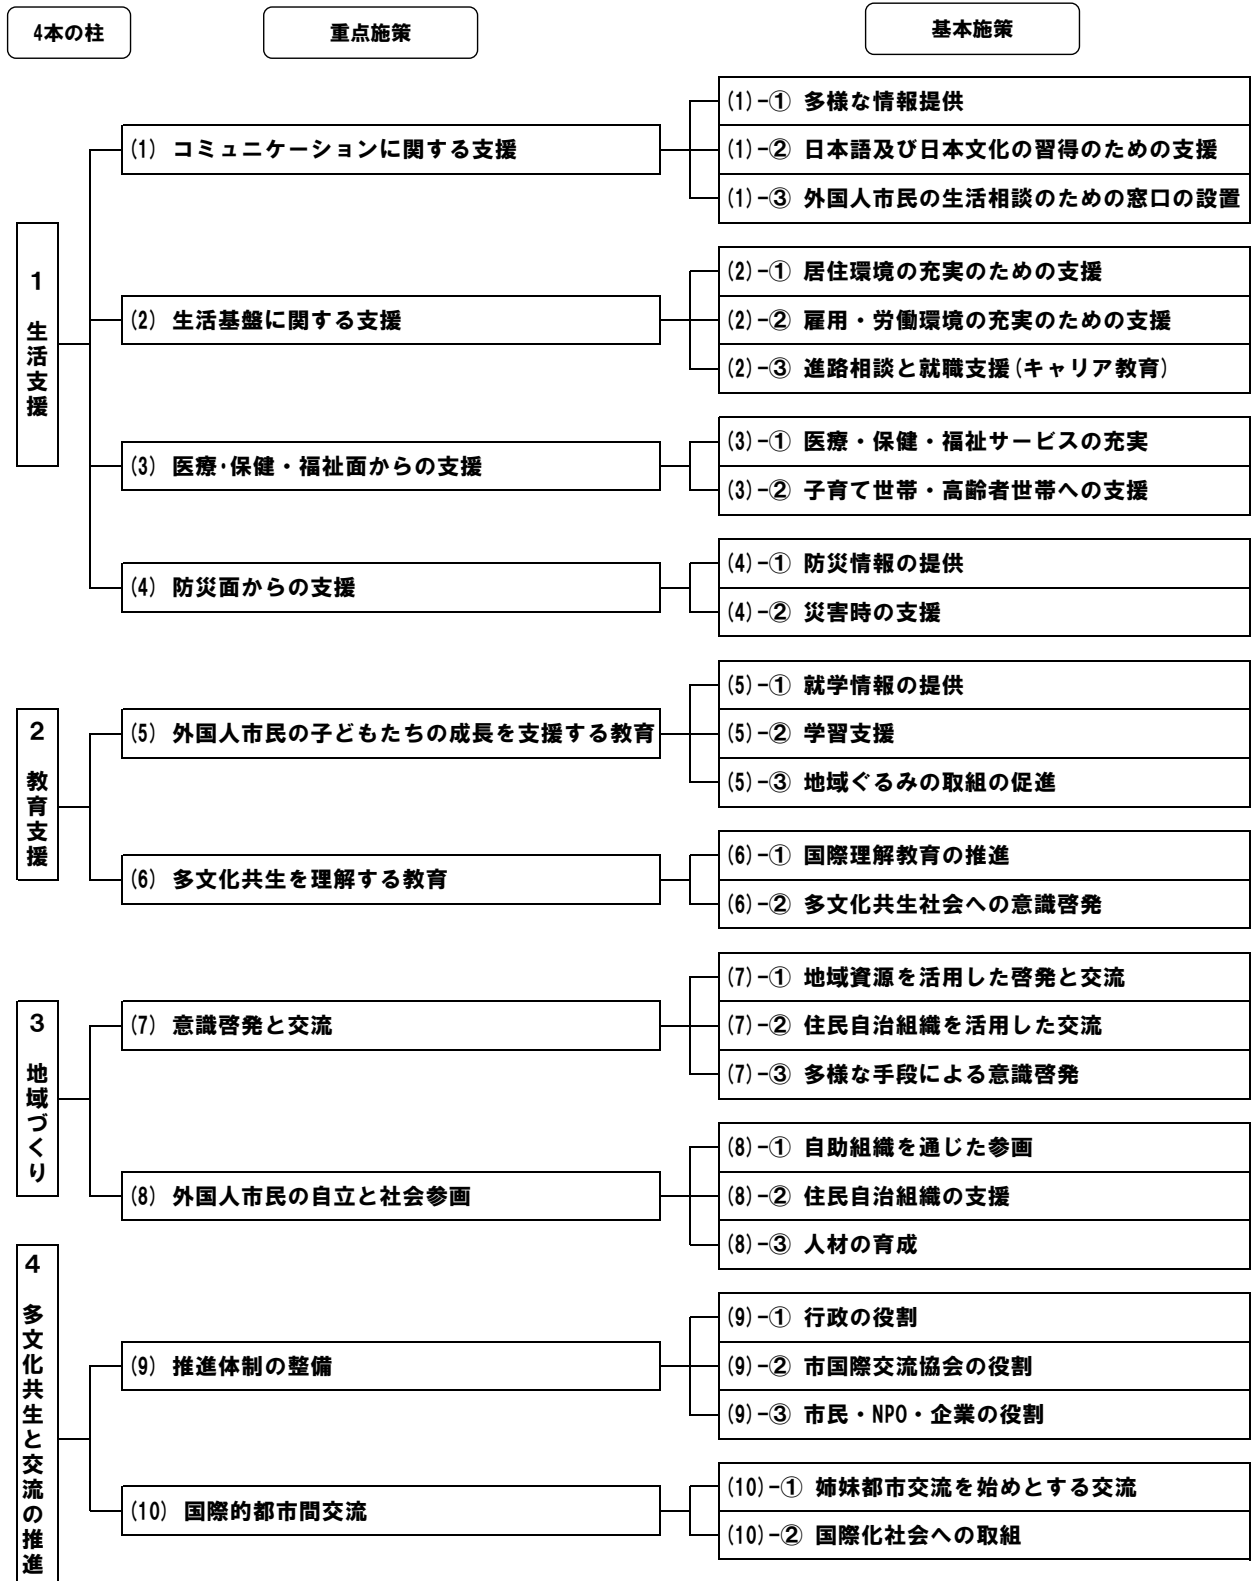 4本の柱
重点施策
基本施策
1 生活支援
(1) コミュニケーションに関する支援
(1)-① 多様な情報提供
(1)-② 日本語及び日本文化の習得のための支援
(1)-③ 外国人市民の生活相談のための窓口の設置
(2) 生活基盤に関する支援
(2)-① 居住環境の充実のための支援
(2)-② 雇用・労働環境の充実のための支援
(2)-③ 進路相談と就職支援(キャリア教育)
(3) 医療・保健・福祉面からの支援
(3)-① 医療・保健・福祉サービスの充実
(3)-② 子育て世帯・高齢者世帯への支援
(4) 防災面からの支援
(4)-① 防災情報の提供
(4)-② 災害時の支援
2 教育支援
(5) 外国人市民の子どもたちの成長を支援する教育
(5)-① 就学情報の提供
(5)-② 学習支援
(5)-③ 地域ぐるみの取組の促進
(6) 多文化共生を理解する教育
(6)-① 国際理解教育の推進
(6)-② 多文化共生社会への意識啓発
3 地域づくり
(7) 意識啓発と交流
(7)-① 地域資源を活用した啓発と交流
(7)-② 住民自治組織を活用した交流
(7)-③ 多様な手段による意識啓発
(8) 外国人市民の自立と社会参画
(8)-① 自助組織を通じた参画
(8)-② 住民自治組織の支援
(8)-③ 人材の育成
4 多文化共生と交流の推進
(9) 推進体制の整備
(9)-① 行政の役割
(9)-② 市国際交流協会の役割
(9)-③ 市民・NPO・企業の役割
(10) 国際的都市間交流
(10)-① 姉妹都市交流を始めとする交流
(10)-② 国際化社会への取組